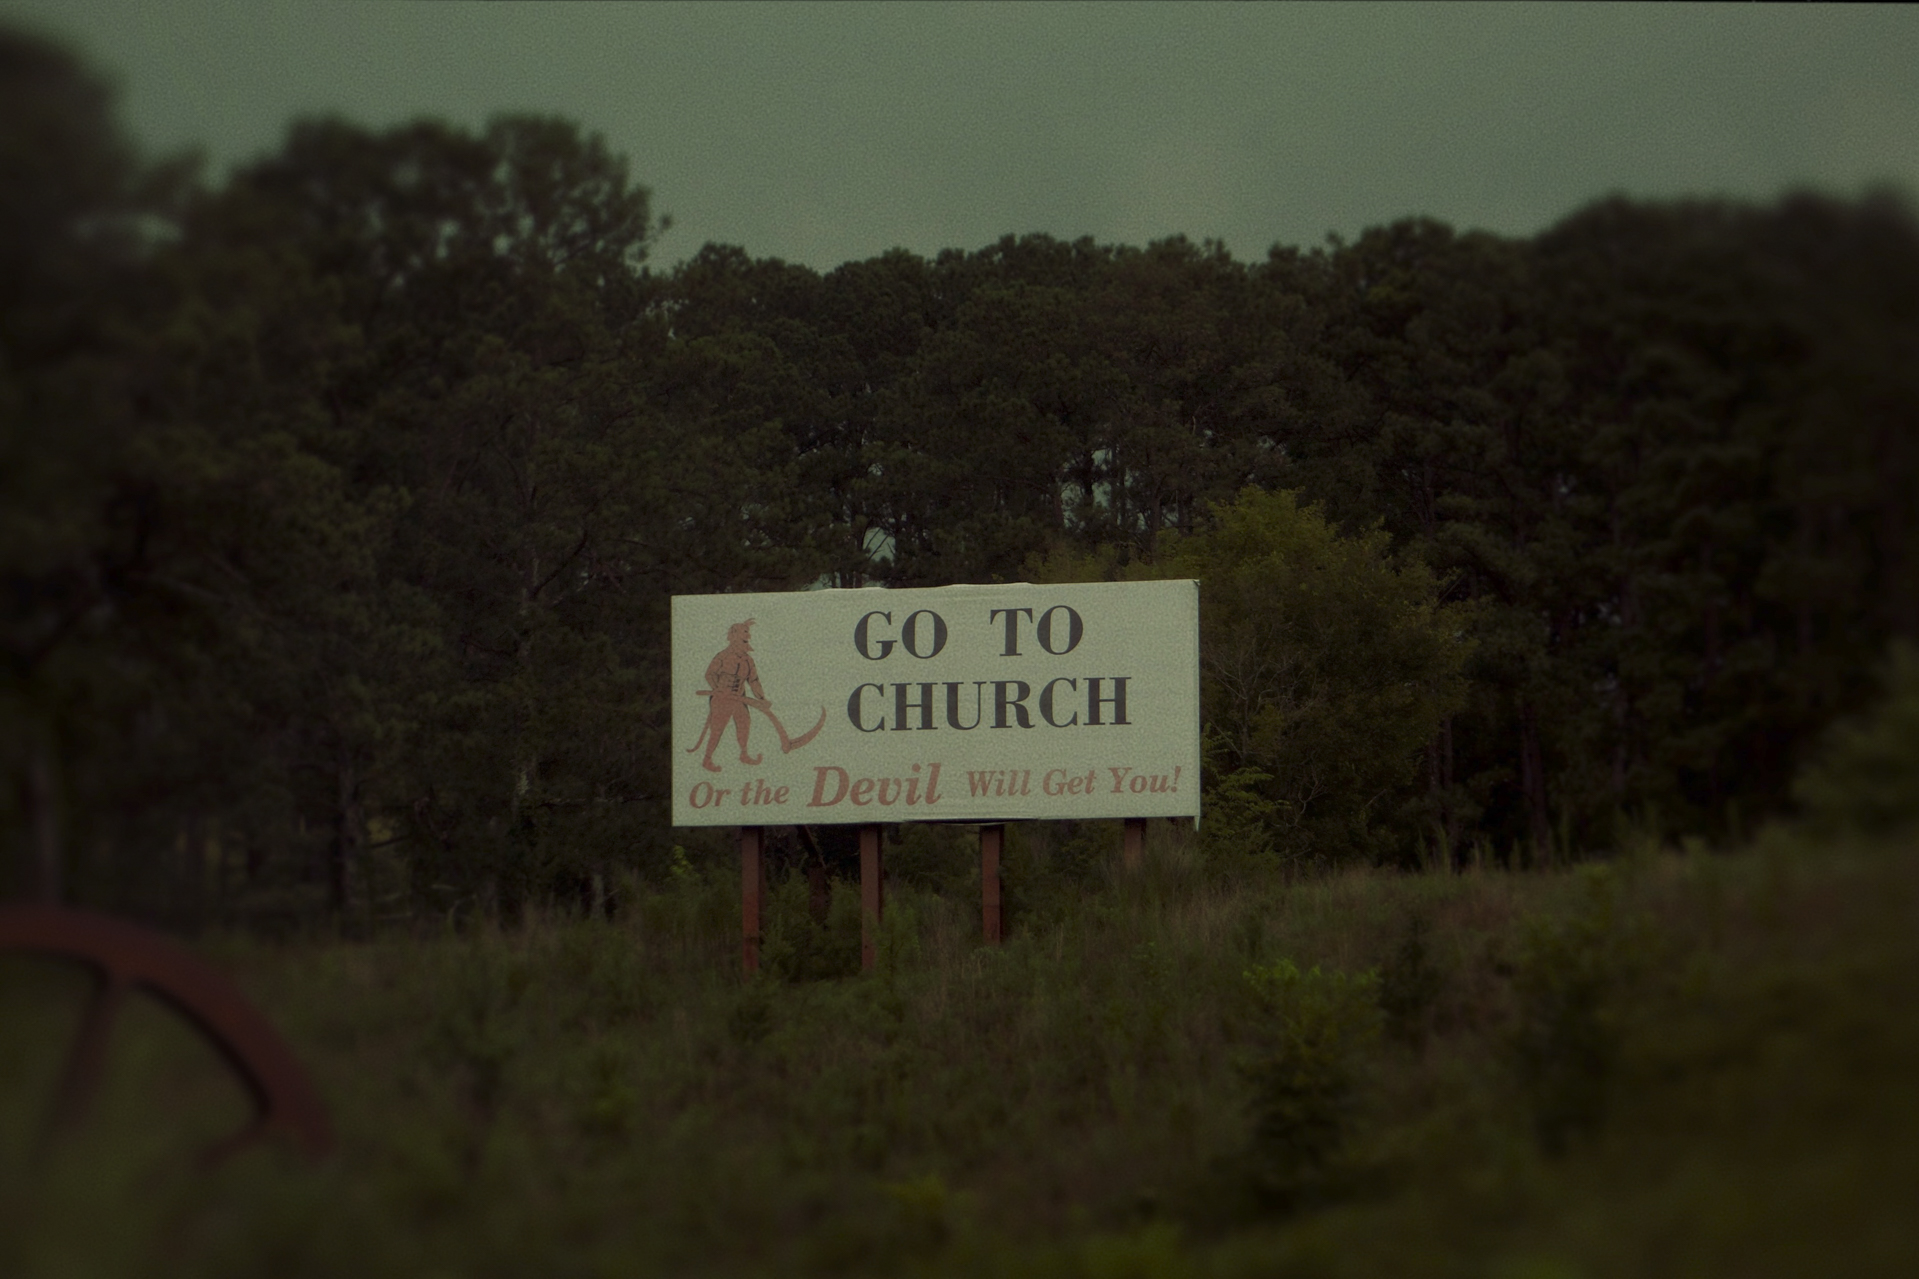 GO TO
CHURCH
Or the Devil Will Get You!